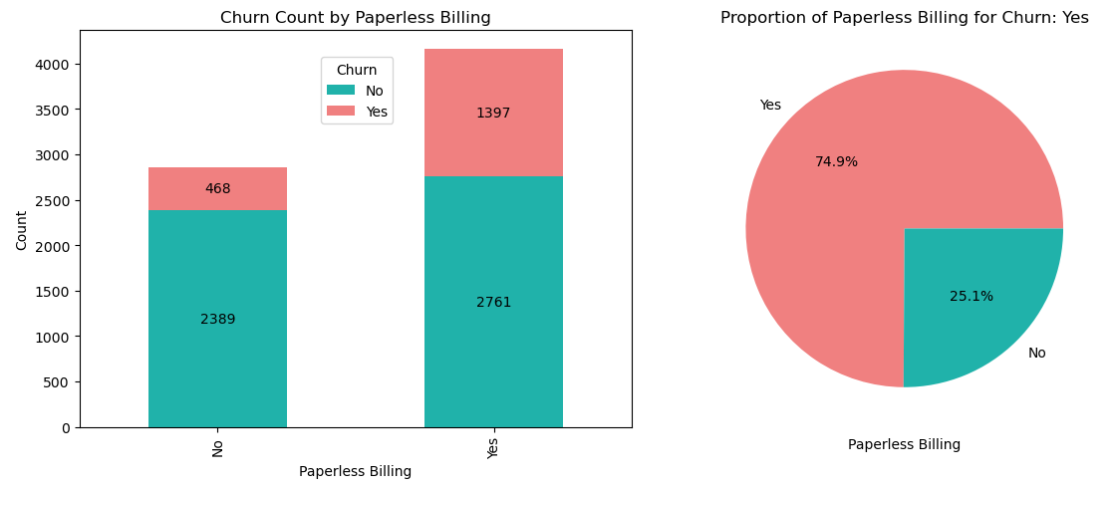 Churn Count by Paperless Billing
4000
3500
3000
2500
2000
1500
1000
500
0
Count
Churn
No
Yes
468
2389
1397
2761
No
Yes
Paperless Billing
Proportion of Paperless Billing for Churn: Yes
Yes
74.9%
25.1%
No
Paperless Billing